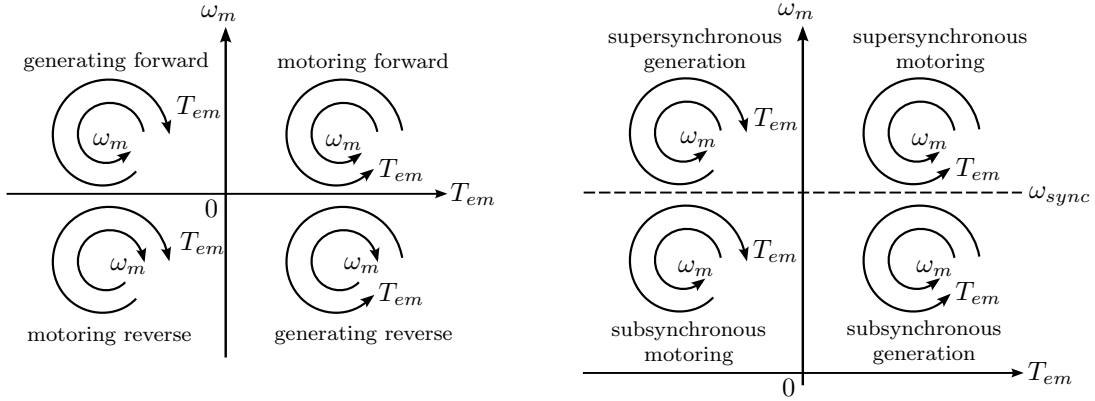 ω_m
generating forward
motoring forward
T_em
ω_m
ω_m
T_em
T_em
0
T_em
ω_m
ω_m
T_em
motoring reverse
generating reverse
ω_m
supersynchronous
generation
supersynchronous
motoring
T_em
ω_m
ω_m
T_em
ω_sync
T_em
ω_m
ω_m
T_em
subsynchronous
motoring
subsynchronous
generation
0
T_em